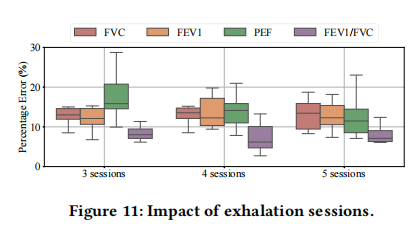 FVC FEV1 PEF FEV1/FVC
Percentage Error (%)
30
20
10
0
3 sessions 4 sessions 5 sessions
Figure 11: Impact of exhalation sessions.